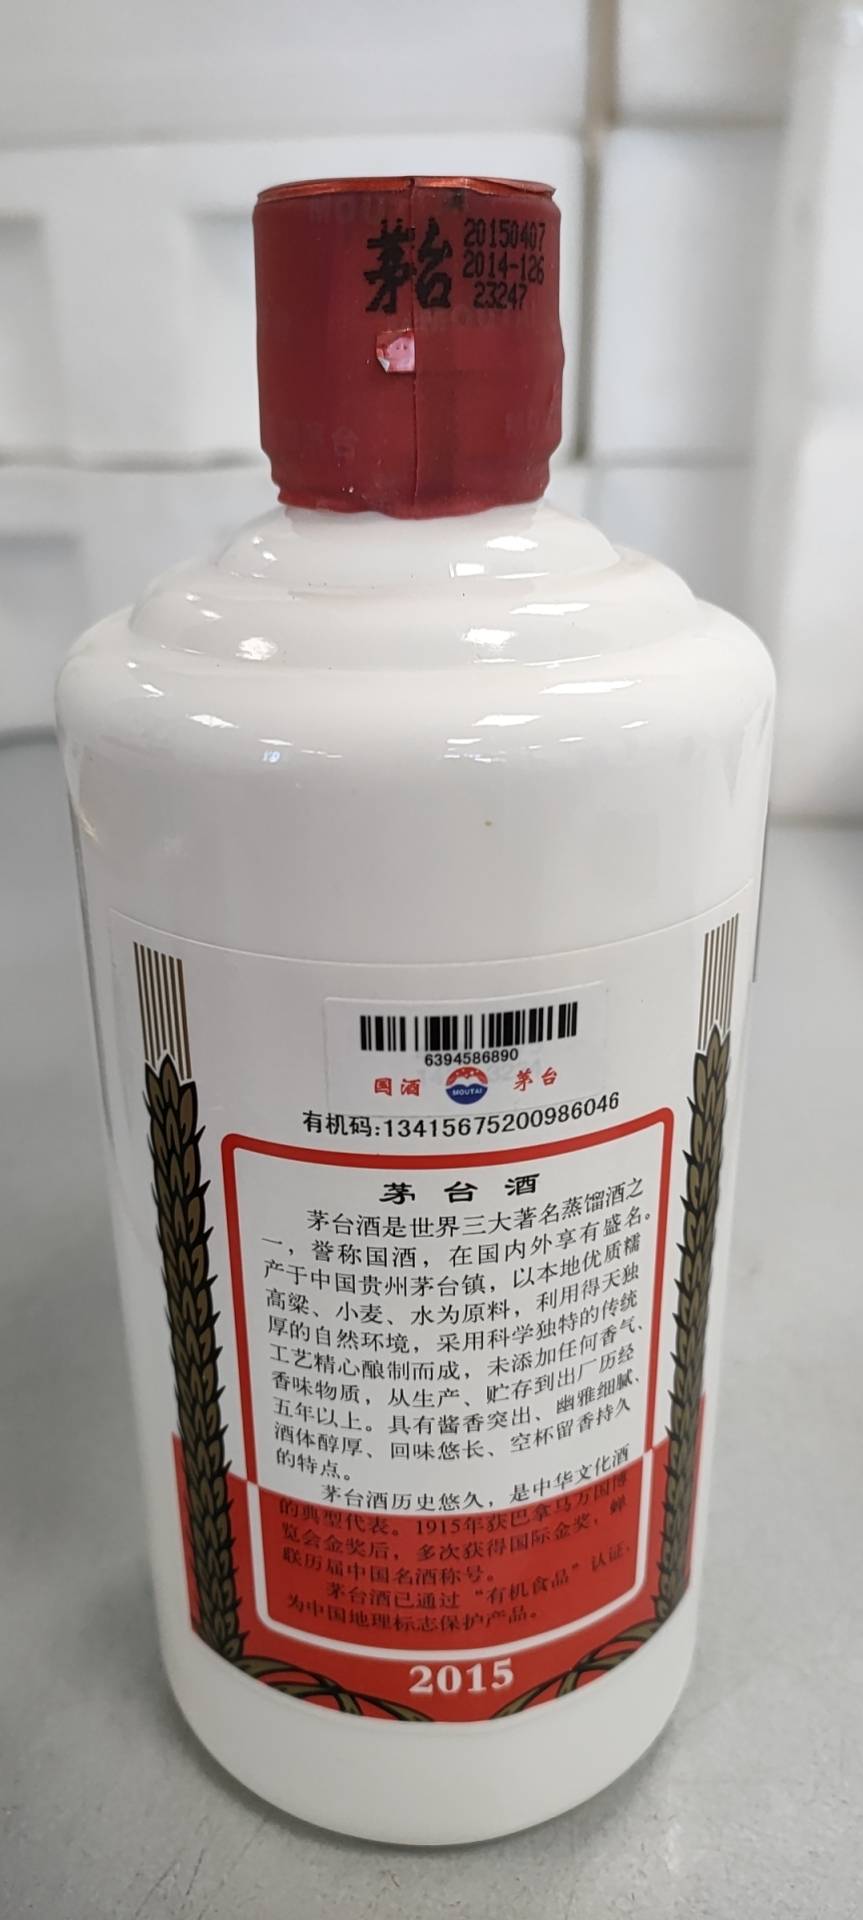 茅台
20150407
2014-126
23247
6394586890
国酒 MOUTAI 茅台
有机码:13415675200986046
茅台酒
茅台酒是世界三大著名蒸馏酒之
一，誉称国酒，在国内外享有盛名。
产于中国贵州茅台镇，以本地优质糯
高粱、小麦、水为原料，利用得天独
厚的自然环境，采用科学独特的传统
工艺精心酿制而成，未添加任何香气、
香味物质，从生产、贮存到出厂历经
五年以上。具有酱香突出、幽雅细腻、
酒体醇厚、回味悠长、空杯留香持久
的特点。
茅台酒历史悠久，是中华文化酒
的典型代表。1915年获巴拿马万国博
览会金奖后，多次获得国际金奖，蝉
联历届中国名酒称号。
茅台酒已通过“有机食品”认证，
为中国地理标志保护产品。
2015